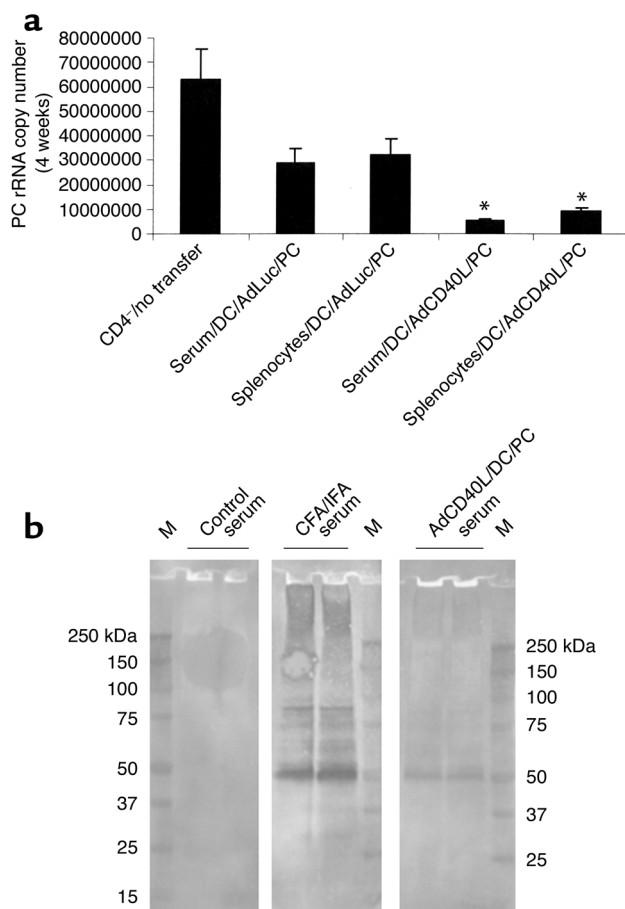 a
PC rRNA copy number
(4 weeks)
80000000
70000000
60000000
50000000
40000000
30000000
20000000
10000000
0
*
*
CD4⁻/no transfer
Serum/DC/AdLuc/PC
Splenocytes/DC/AdLuc/PC
Serum/DC/AdCD40L/PC
Splenocytes/DC/AdCD40L/PC
b
M
Control
serum
CFA/IFA
serum
M
AdCD40L/DC/PC
serum
M
250 kDa
150
100
75
50
37
25
15
250 kDa
150
100
75
50
37
25